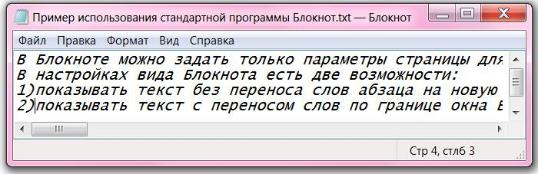 Пример использования стандартной программы Блокнот.txt — Блокнот
Файл Правка Формат Вид Справка
В Блокноте можно задать только параметры страницы для
В настройках вида Блокнота есть две возможности:
1)показывать текст без переноса слов абзаца на новую
2)показывать текст с переносом слов по границе окна Б
Стр 4, стлб 3